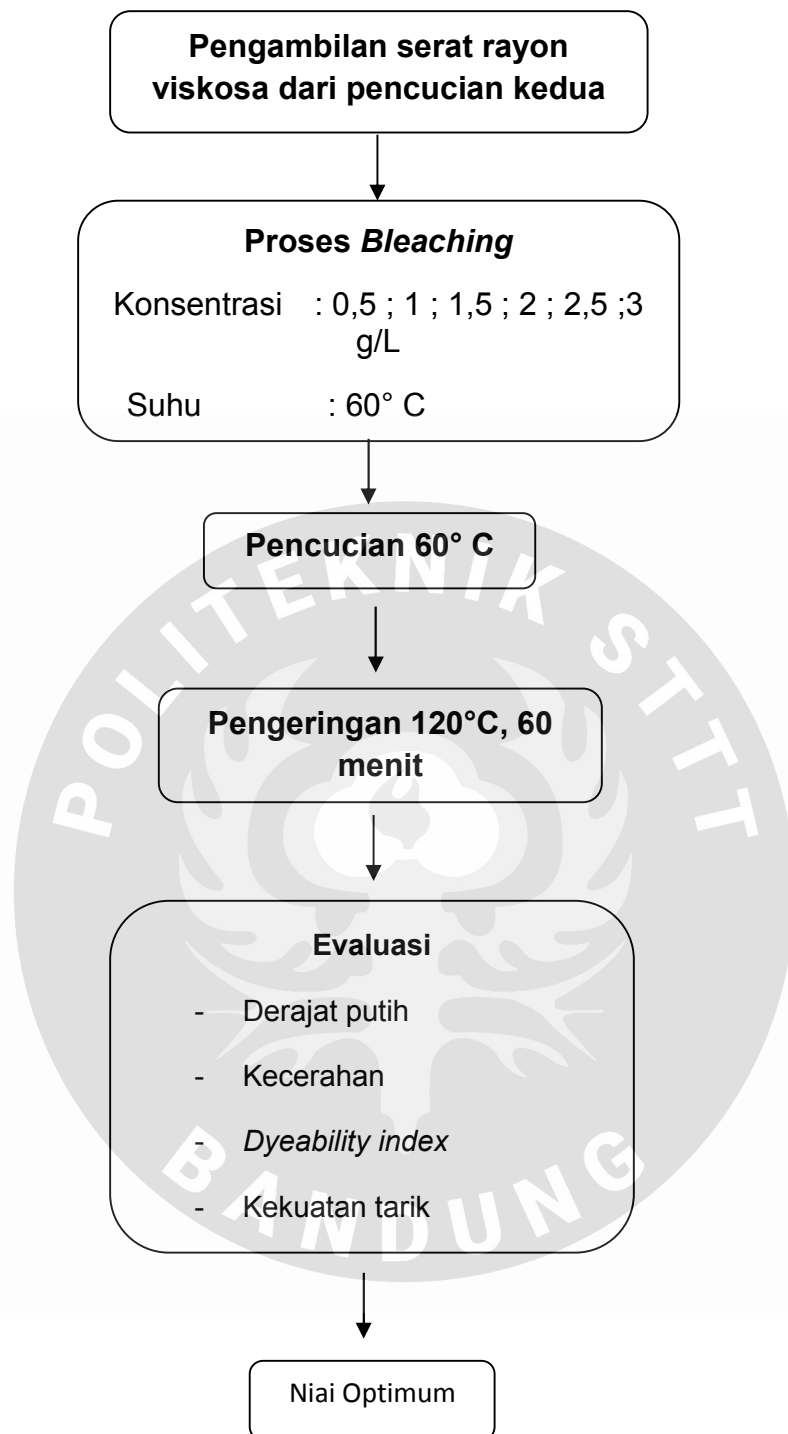 Pengambilan serat rayon
viskosa dari pencucian kedua
Proses Bleaching
Konsentrasi : 0,5 ; 1 ; 1,5 ; 2 ; 2,5 ;3
g/L
Suhu : 60° C
Pencucian 60° C
Pengeringan 120°C, 60
menit
Evaluasi
- Derajat putih
- Kecerahan
- Dyeability index
- Kekuatan tarik
Niai Optimum
POLITEKNIK STTT
BANDUNG